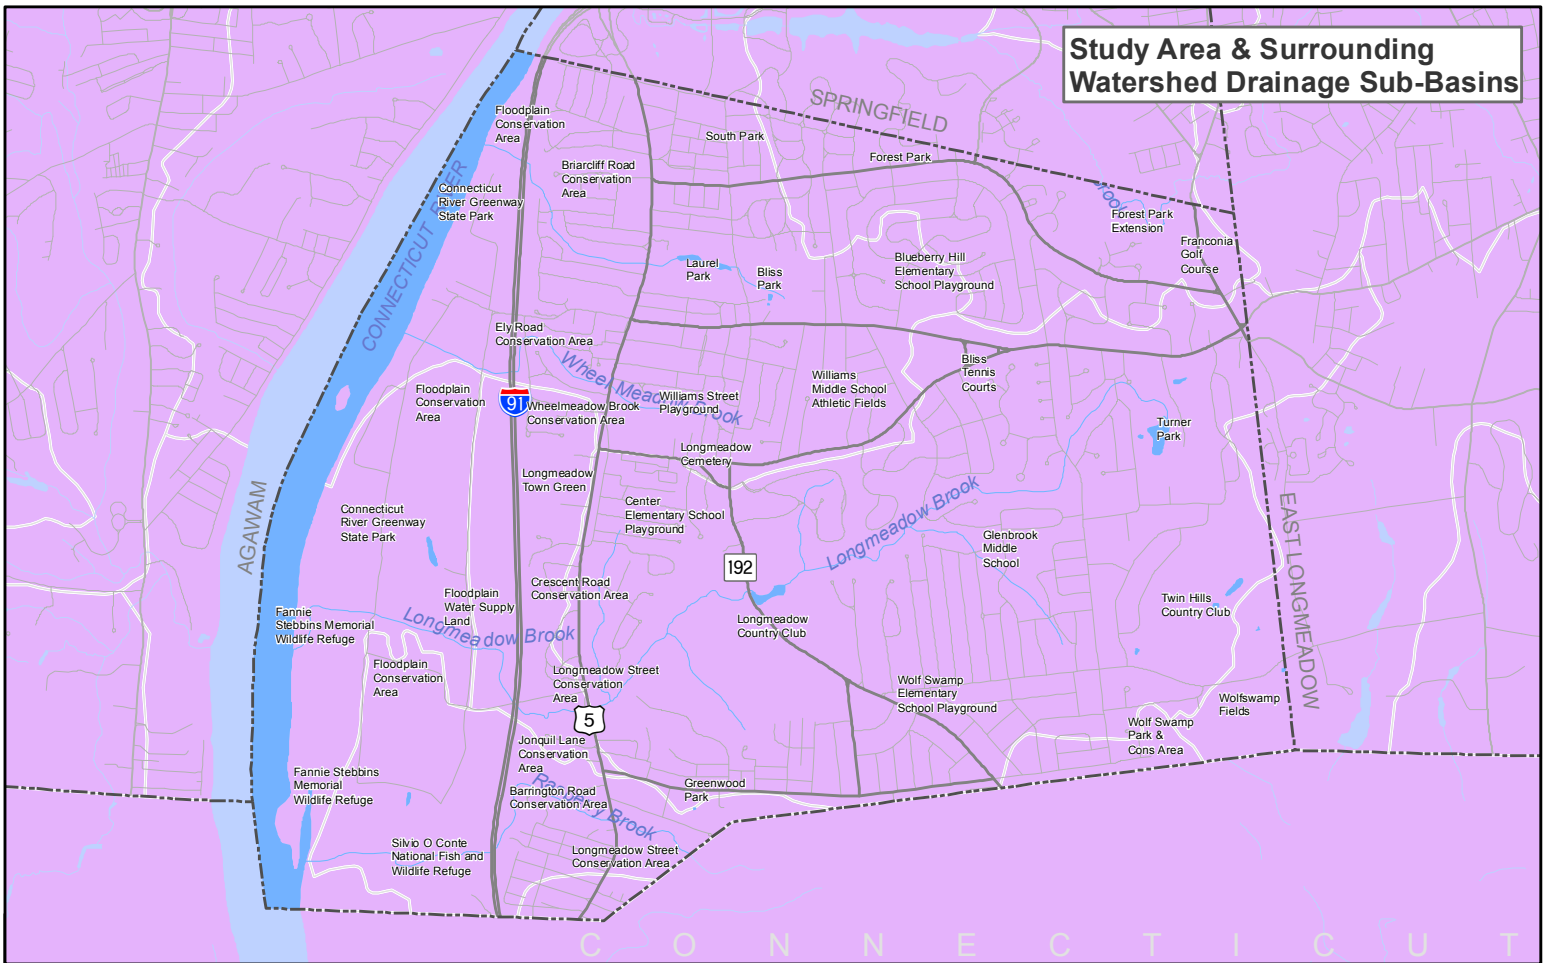 Study Area & Surrounding
Watershed Drainage Sub-Basins
SPRINGFIELD
Floodplain
Conservation
Area
South Park
Forest Park
Briarcliff Road
Conservation
Area
Connecticut
River Greenway
State Park
CONNECTICUT RIVER
Forest Park
Extension
Franconia
Golf
Course
Laurel
Park
Bliss
Park
Blueberry Hill
Elementary
School Playground
Ely Road
Conservation Area
Wheel Meadow Brook
Bliss
Tennis
Courts
Williams
Middle School
Athletic Fields
Floodplain
Conservation
Area
91
Wheelmeadow Brook
Conservation Area
Williams Street
Playground
Turner
Park
Longmeadow
Cemetery
Longmeadow
Town Green
Center
Elementary School
Playground
Longmeadow Brook
AGAWAM
EAST LONGMEADOW
Connecticut
River Greenway
State Park
Glenbrook
Middle
School
192
Crescent Road
Conservation Area
Floodplain
Water Supply
Land
Fannie
Stebbins Memorial
Wildlife Refuge
Longmeadow Brook
Longmeadow
Country Club
Twin Hills
Country Club
Floodplain
Conservation
Area
Longmeadow Street
Conservation
Area
5
Wolf Swamp
Elementary
School Playground
Wolfswamp
Fields
Wolf Swamp
Park &
Cons Area
Jonquil Lane
Conservation
Area
Fannie Stebbins
Memorial
Wildlife Refuge
Barrington Road
Conservation Area
Greenwood
Park
Brook
Silvio O Conte
National Fish and
Wildlife Refuge
Longmeadow Street
Conservation Area
CONNECTICUT